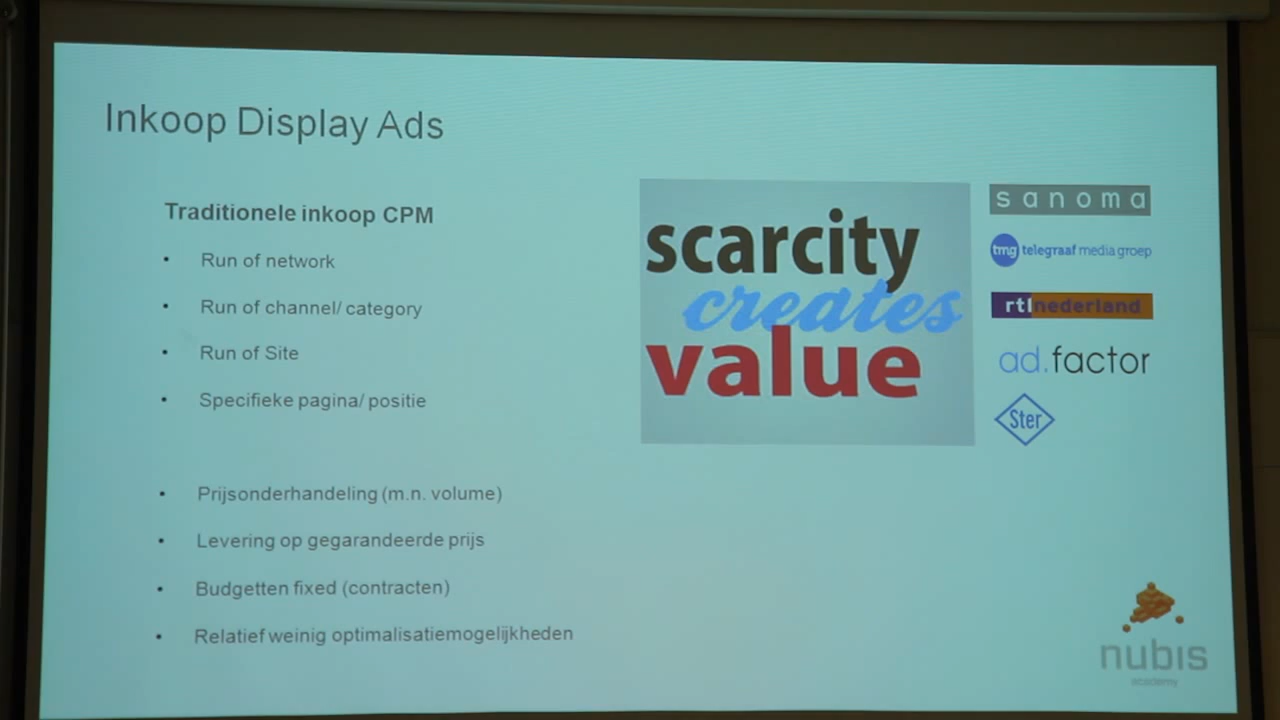 Inkoop Display Ads
Traditionele inkoop CPM
• Run of network
• Run of channel/ category
• Run of Site
• Specifieke pagina/ positie
• Prijsonderhandeling (m.n. volume)
• Levering op gegarandeerde prijs
• Budgetten fixed (contracten)
• Relatief weinig optimalisatiemogelijkheden
scarcity
creates
value
sanoma
tmg telegraaf media groep
rtl nederland
ad.factor
Ster
nubis
academy